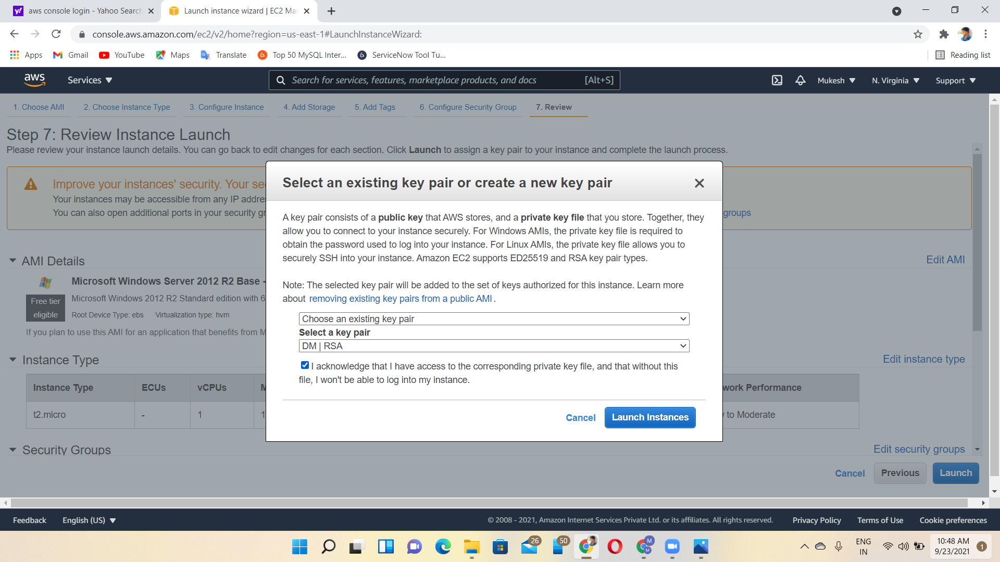 aws console login - Yahoo Search
Launch instance wizard | EC2 Ma
console.aws.amazon.com/ec2/v2/home?region=us-east-1#LaunchInstanceWizard:
Apps
Gmail
YouTube
Maps
Translate
Top 50 MySQL Inter...
ServiceNow Tool Tu...
Reading list
aws
Services
Search for services, features, marketplace products, and docs
[Alt+S]
Mukesh
N. Virginia
Support
1. Choose AMI
2. Choose Instance Type
3. Configure Instance
4. Add Storage
5. Add Tags
6. Configure Security Group
7. Review
Step 7: Review Instance Launch
Please review your instance launch details. You can go back to edit changes for each section. Click Launch to assign a key pair to your instance and complete the launch process.
Improve your instances' security. Your se
Your instances may be accessible from any IP addre
You can also open additional ports in your security gr
groups
Select an existing key pair or create a new key pair
A key pair consists of a public key that AWS stores, and a private key file that you store. Together, they
allow you to connect to your instance securely. For Windows AMIs, the private key file is required to
obtain the password used to log into your instance. For Linux AMIs, the private key file allows you to
securely SSH into your instance. Amazon EC2 supports ED25519 and RSA key pair types.
Note: The selected key pair will be added to the set of keys authorized for this instance. Learn more
about removing existing key pairs from a public AMI.
Choose an existing key pair
Select a key pair
DM | RSA
I acknowledge that I have access to the corresponding private key file, and that without this
file, I won't be able to log into my instance.
Cancel
Launch Instances
AMI Details
Edit AMI
Microsoft Windows Server 2012 R2 Base -
Free tier
eligible
Microsoft Windows 2012 R2 Standard edition with 6
Root Device Type: ebs
Virtualization type: hvm
If you plan to use this AMI for an application that benefits from M
Instance Type
Edit instance type
Instance Type
ECUs
vCPUs
M
work Performance
t2.micro
-
1
1
to Moderate
Security Groups
Edit security groups
Cancel
Previous
Launch
Feedback
English (US)
© 2008 - 2021, Amazon Internet Services Private Ltd. or its affiliates. All rights reserved.
Privacy Policy
Terms of Use
Cookie preferences
26
50
M
M
ENG
IN
10:48 AM
9/23/2021
1